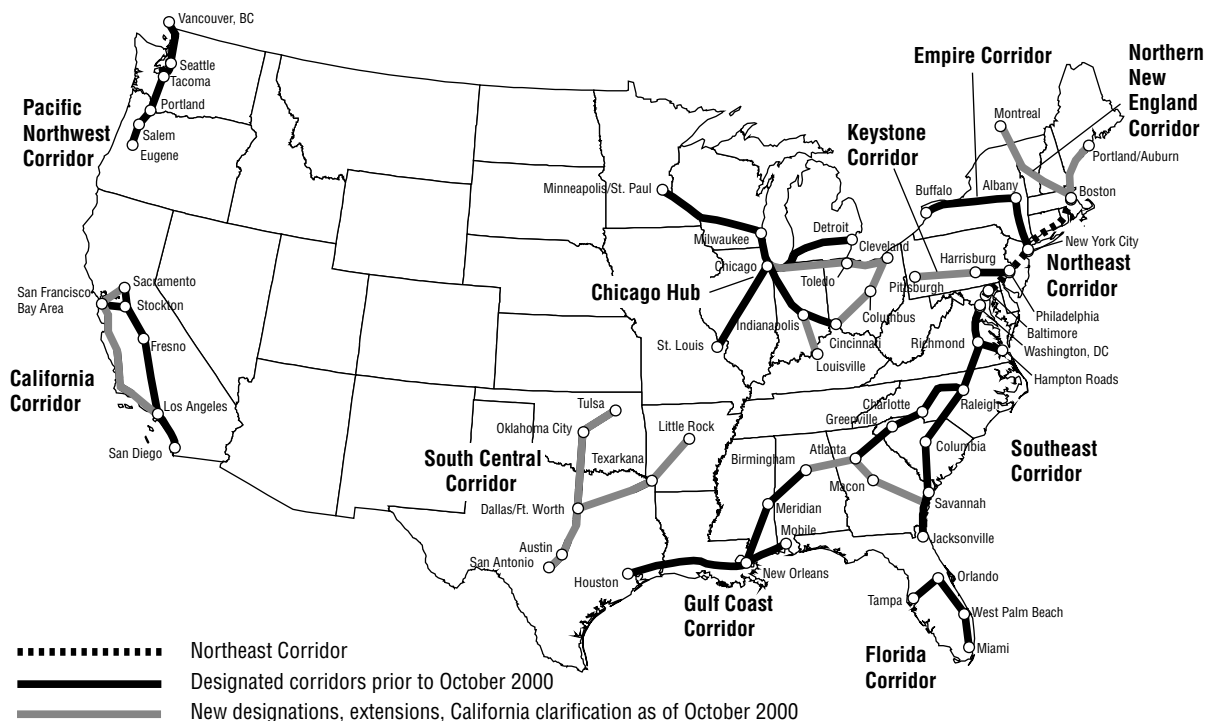 Vancouver, BC
Seattle
Tacoma
Portland
Salem
Eugene
Pacific
Northwest
Corridor
Empire Corridor
Northern
New
England
Corridor
Keystone
Corridor
Montreal
Portland/Auburn
Buffalo
Albany
Boston
New York City
Northeast
Corridor
Minneapolis/St. Paul
Milwaukee
Detroit
Cleveland
Chicago
Toledo
Chicago Hub
Harrisburg
Pittsburgh
Philadelphia
Baltimore
Washington, DC
Hampton Roads
Richmond
Columbus
Indianapolis
Cincinnati
St. Louis
Louisville
Sacramento
San Francisco
Bay Area
Stockton
Fresno
California
Corridor
Los Angeles
San Diego
Tulsa
Oklahoma City
Little Rock
Texarkana
South Central
Corridor
Dallas/Ft. Worth
Austin
San Antonio
Houston
Charlotte
Greenville
Raleigh
Atlanta
Birmingham
Columbia
Macon
Southeast
Corridor
Savannah
Meridian
Mobile
Jacksonville
New Orleans
Gulf Coast
Corridor
Orlando
Tampa
West Palm Beach
Miami
Florida
Corridor
Northeast Corridor
Designated corridors prior to October 2000
New designations, extensions, California clarification as of October 2000